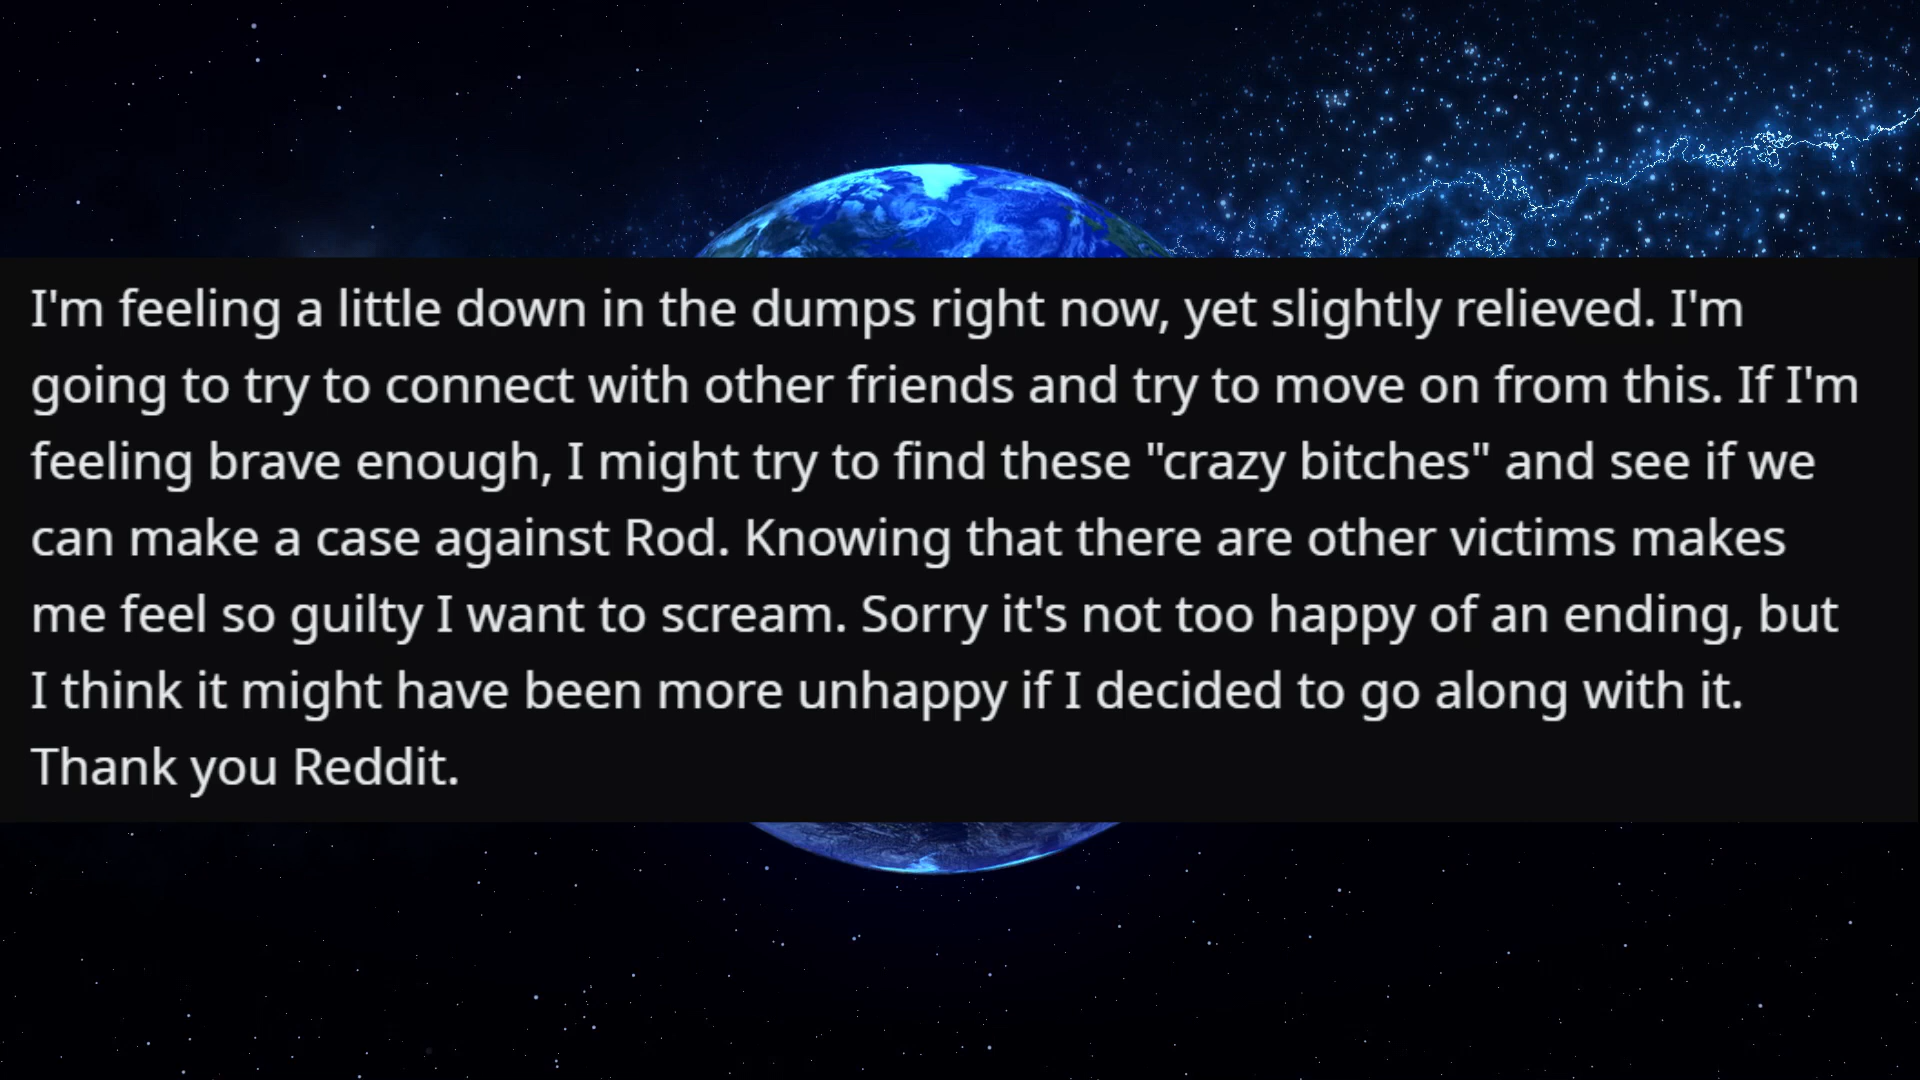 I'm feeling a little down in the dumps right now, yet slightly relieved. I'm
going to try to connect with other friends and try to move on from this. If I'm
feeling brave enough, I might try to find these "crazy bitches" and see if we
can make a case against Rod. Knowing that there are other victims makes
me feel so guilty I want to scream. Sorry it's not too happy of an ending, but
I think it might have been more unhappy if I decided to go along with it.
Thank you Reddit.